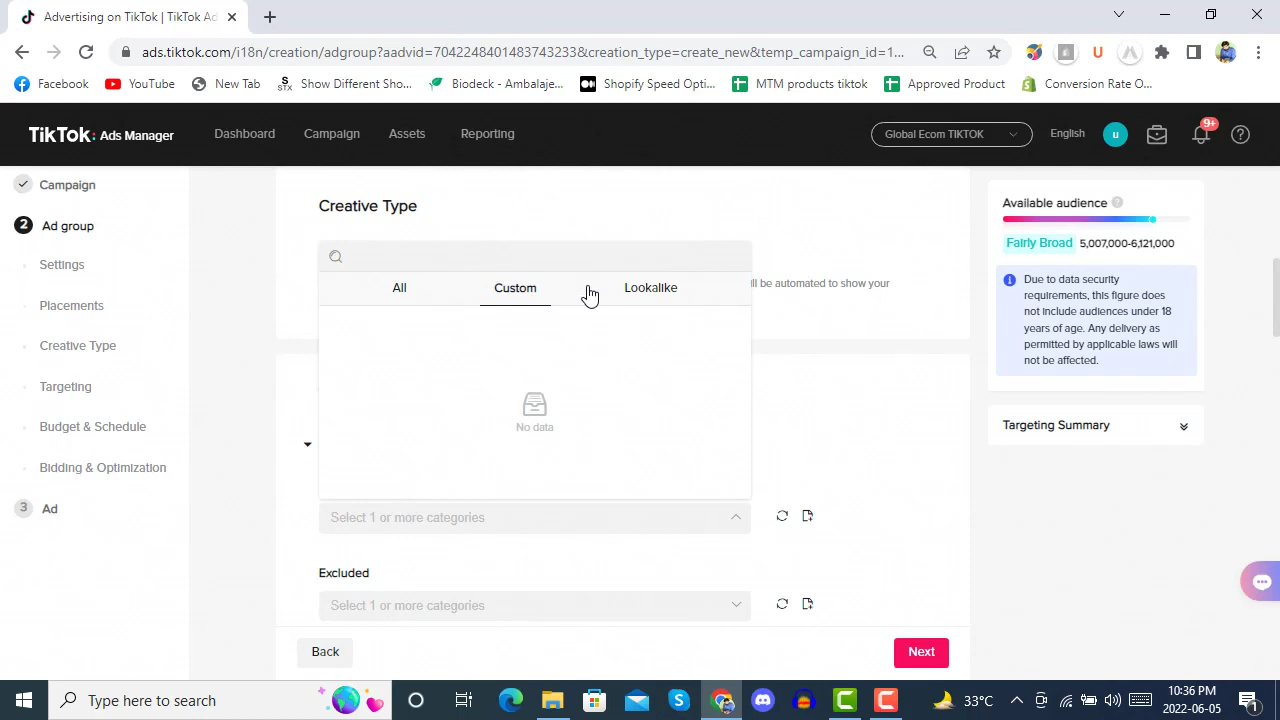 Advertising on TikTok | TikTok Ad
ads.tiktok.com/i18n/creation/adgroup?aadvid=7042245401483743233&creation_type=create_new&temp_campaign_id=1...
Facebook
YouTube
New Tab
STX
Show Different Sho...
Biodeck - Ambalaje...
Shopify Speed Opti...
MTM products tiktok
Approved Product
Conversion Rate O...
TikTok: Ads Manager
Dashboard
Campaign
Assets
Reporting
Global Ecom TIKTOK
English
u
9+
Campaign
2 Ad group
Settings
Placements
Creative Type
Targeting
Budget & Schedule
Bidding & Optimization
3 Ad
Creative Type
All
Custom
Lookalike
ll be automated to show your
No data
Select 1 or more categories
Excluded
Select 1 or more categories
Back
Next
Available audience
Fairly Broad 5,007,000-6,121,000
Due to data security
requirements, this figure does
not include audiences under 18
years of age. Any delivery as
permitted by applicable laws will
not be affected.
Targeting Summary
Type here to search
33°C
10:36 PM
2022-06-05
1